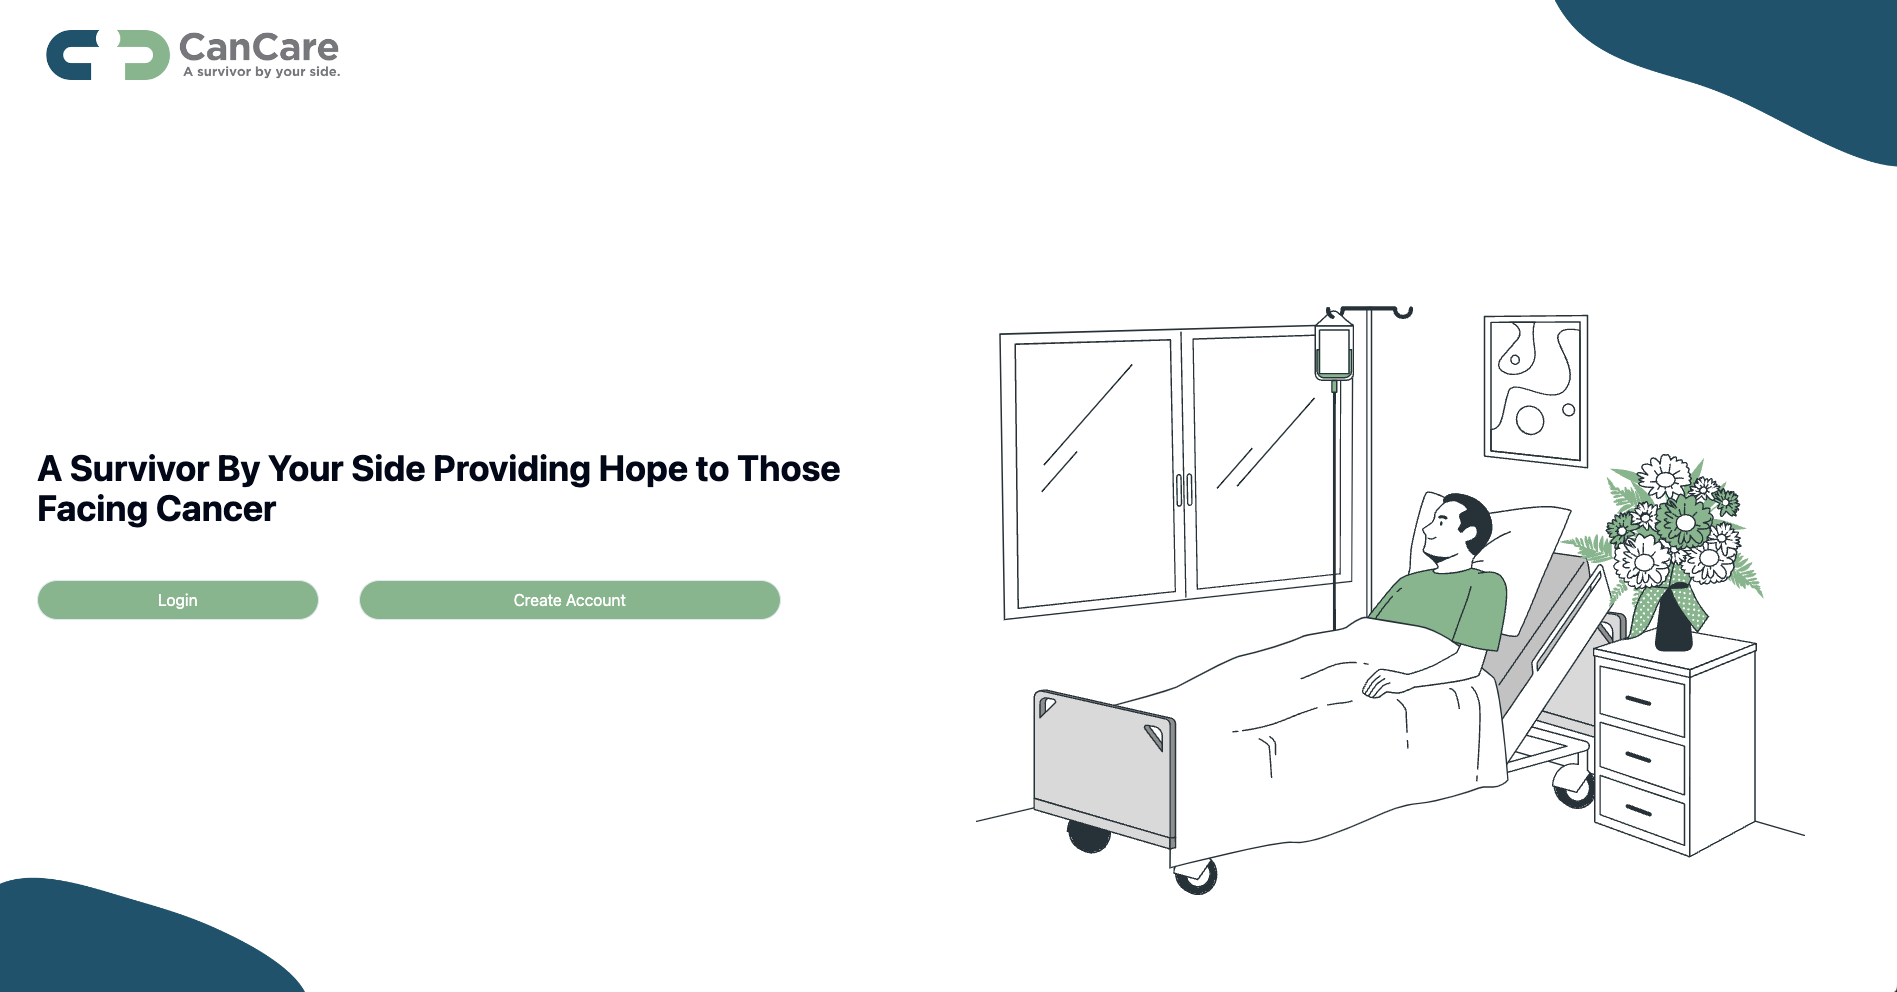 CanCare
A survivor by your side.
A Survivor By Your Side Providing Hope to Those
Facing Cancer
Login
Create Account